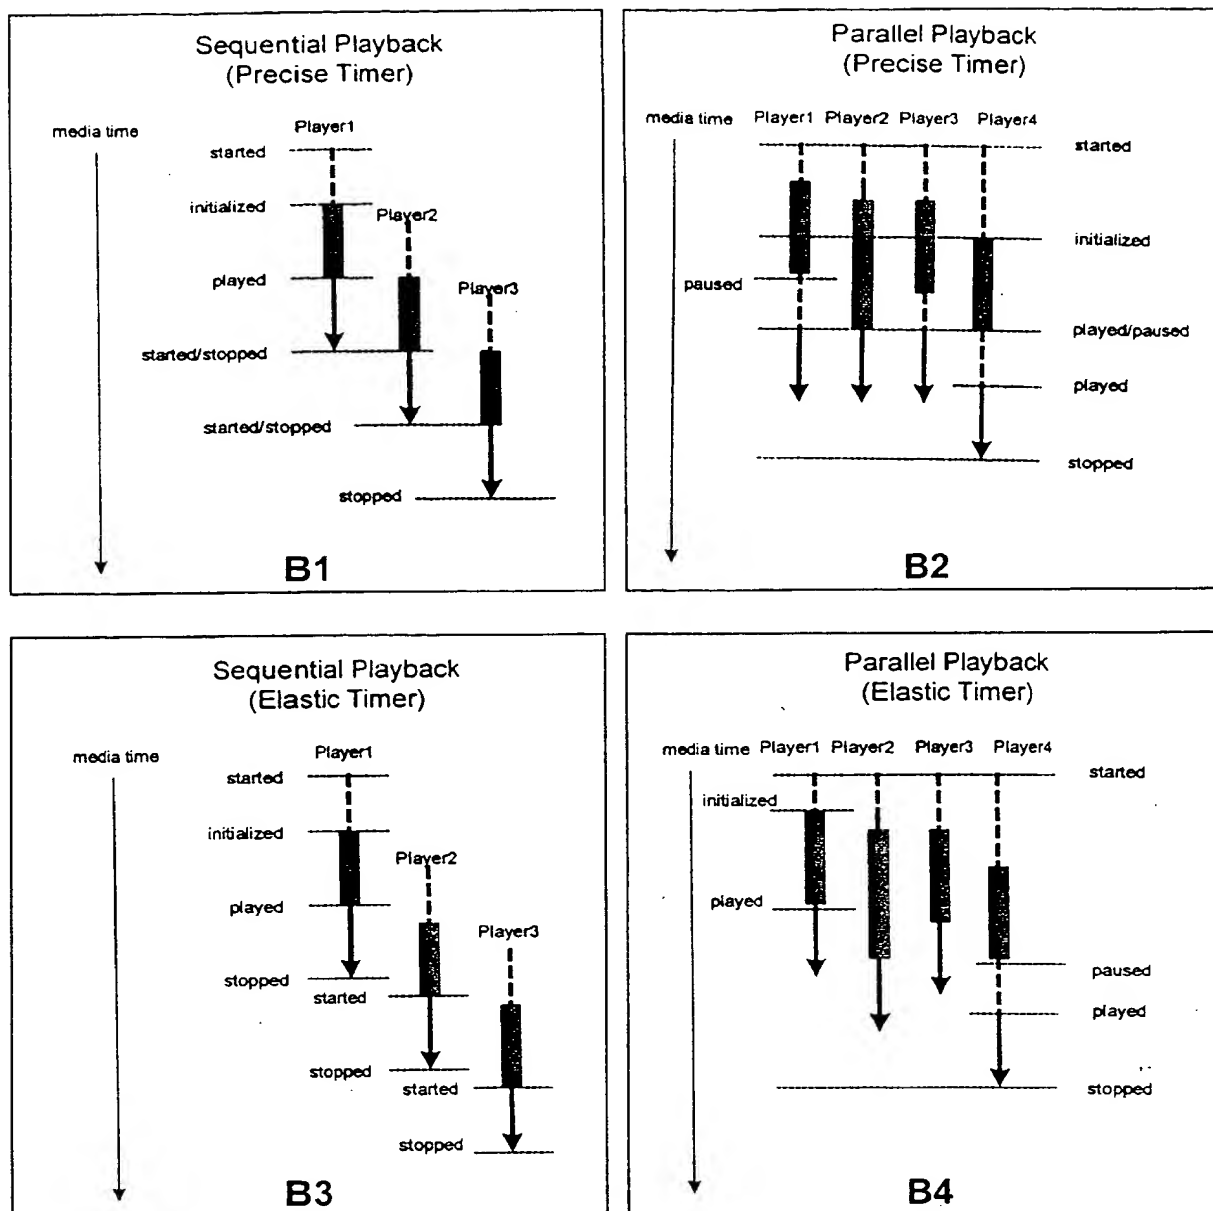 Sequential Playback
(Precise Timer)
media time
Player1
started
initialized
Player2
played
Player3
started/stopped
started/stopped
stopped
B1
Parallel Playback
(Precise Timer)
media time
Player1
Player2
Player3
Player4
started
initialized
paused
played/paused
played
stopped
B2
Sequential Playback
(Elastic Timer)
media time
Player1
started
initialized
Player2
played
Player3
stopped
started
stopped
started
stopped
B3
Parallel Playback
(Elastic Timer)
media time
Player1
Player2
Player3
Player4
started
initialized
played
paused
played
stopped
B4